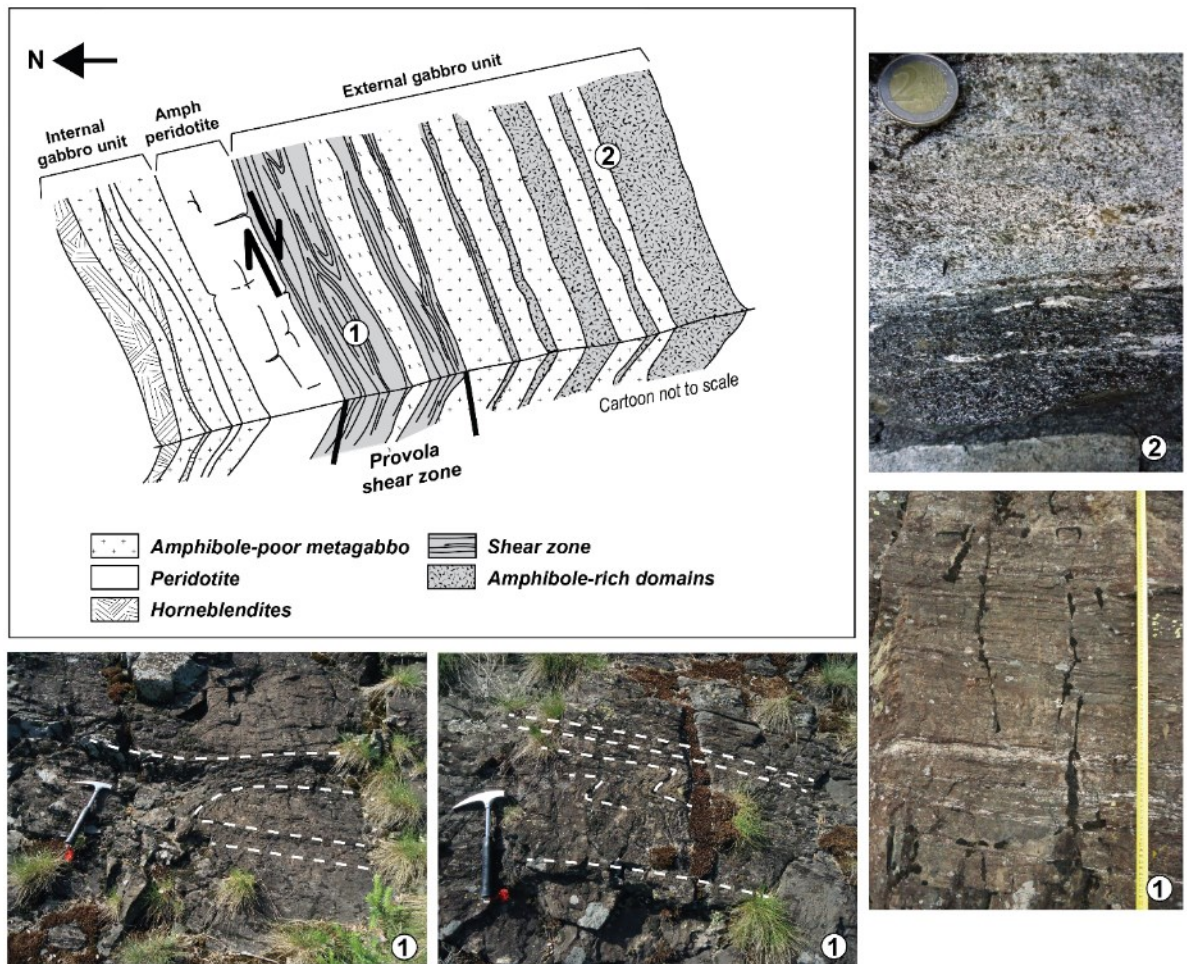 N
Internal
gabbro unit
Amph
peridotite
External gabbro unit
2
1
Cartoon not to scale
Provola
shear zone
Amphibole-poor metagabbo
Peridotite
Horneblendites
Shear zone
Amphibole-rich domains
2
2
1
1
1